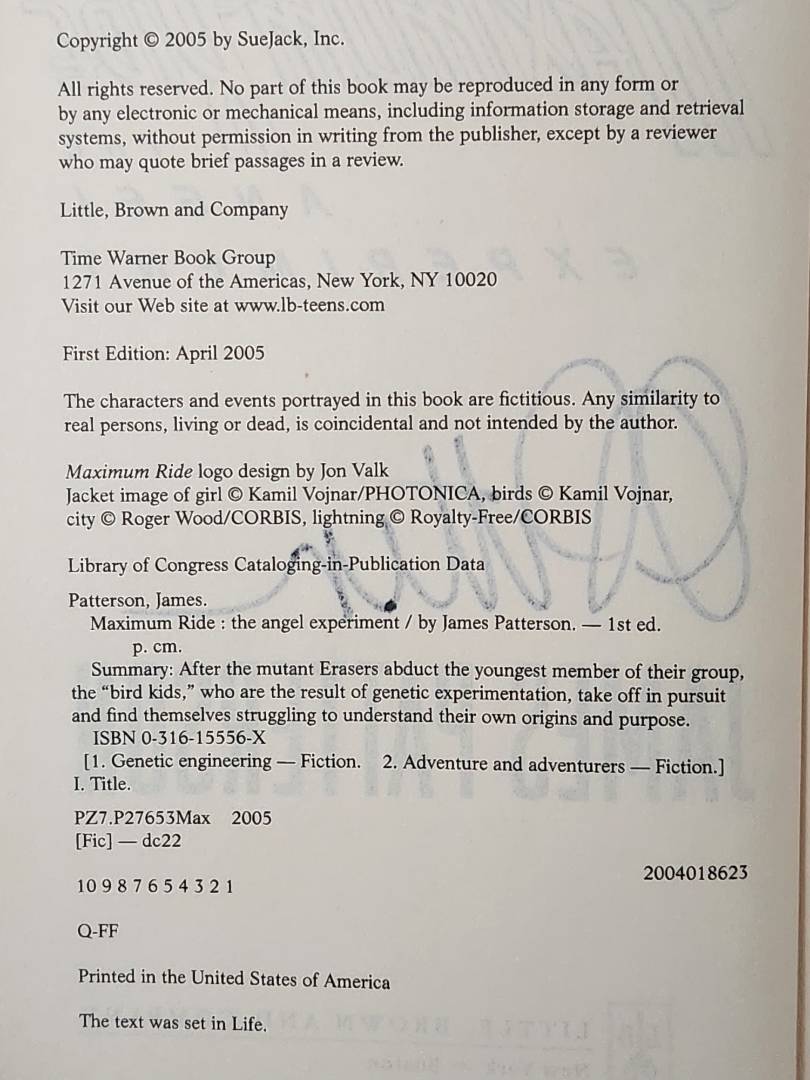 Copyright © 2005 by SueJack, Inc.
All rights reserved. No part of this book may be reproduced in any form or
by any electronic or mechanical means, including information storage and retrieval
systems, without permission in writing from the publisher, except by a reviewer
who may quote brief passages in a review.
Little, Brown and Company
Time Warner Book Group
1271 Avenue of the Americas, New York, NY 10020
Visit our Web site at www.lb-teens.com
First Edition: April 2005
The characters and events portrayed in this book are fictitious. Any similarity to
real persons, living or dead, is coincidental and not intended by the author.
Maximum Ride logo design by Jon Valk
Jacket image of girl © Kamil Vojnar/PHOTONICA, birds © Kamil Vojnar,
city © Roger Wood/CORBIS, lightning © Royalty-Free/CORBIS
Library of Congress Cataloging-in-Publication Data
Patterson, James.
Maximum Ride : the angel experiment / by James Patterson. — 1st ed.
p. cm.
Summary: After the mutant Erasers abduct the youngest member of their group,
the “bird kids,” who are the result of genetic experimentation, take off in pursuit
and find themselves struggling to understand their own origins and purpose.
ISBN 0-316-15556-X
[1. Genetic engineering — Fiction. 2. Adventure and adventurers — Fiction.]
I. Title.
PZ7.P27653Max 2005
[Fic] — dc22
2004018623
10 9 8 7 6 5 4 3 2 1
Q-FF
Printed in the United States of America
The text was set in Life.